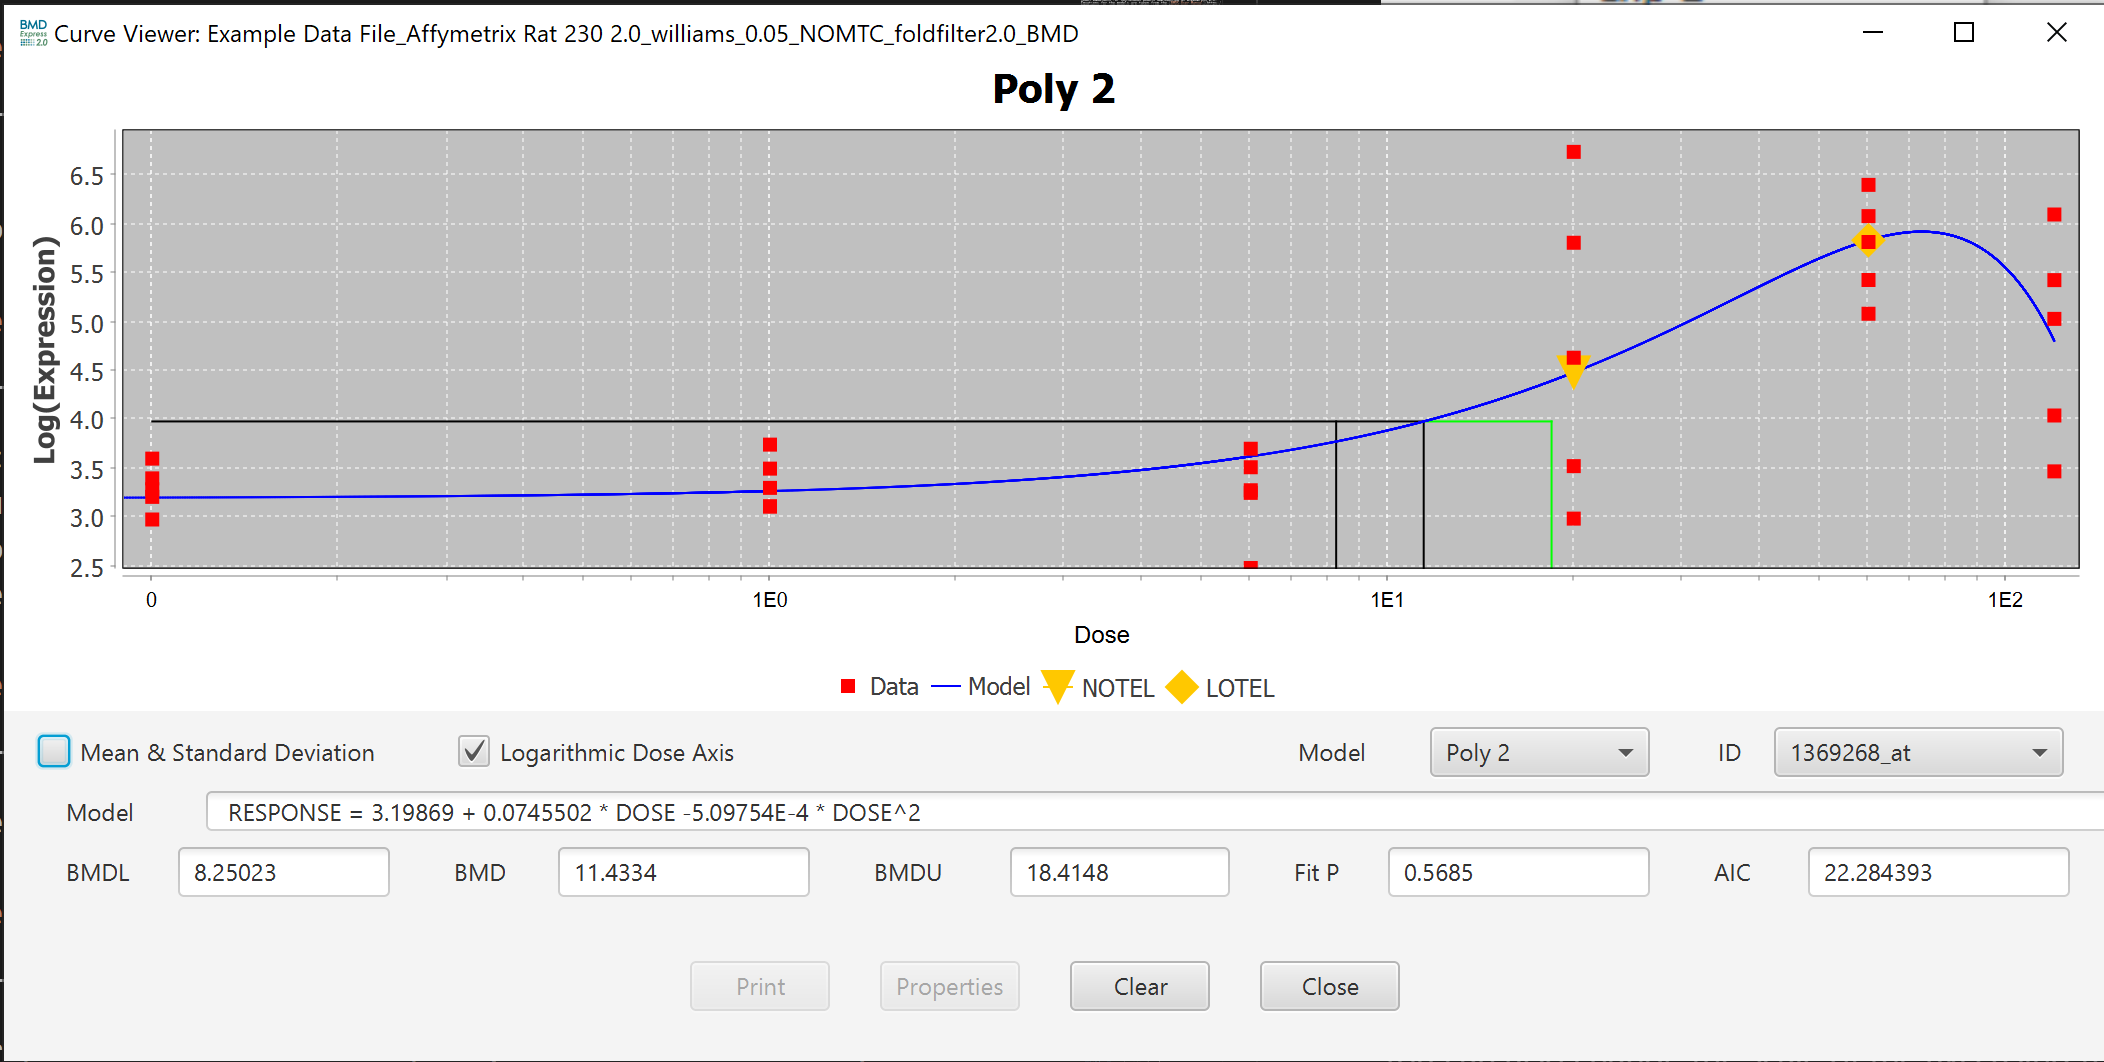 BMD
Express
2.0
Curve Viewer: Example Data File_Affymetrix Rat 230 2.0_williams_0.05_NOMTC_foldfilter2.0_BMD
Poly 2
Log(Expression)
6.5
6.0
5.5
5.0
4.5
4.0
3.5
3.0
2.5
0 1E0 1E1 1E2
Dose
Data Model NOTEL LOTEL
Mean & Standard Deviation Logarithmic Dose Axis Model Poly 2 ID 1369268_at
Model RESPONSE = 3.19869 + 0.0745502 * DOSE -5.09754E-4 * DOSE^2
BMDL 8.25023 BMD 11.4334 BMDU 18.4148 Fit P 0.5685 AIC 22.284393
Print Properties Clear Close